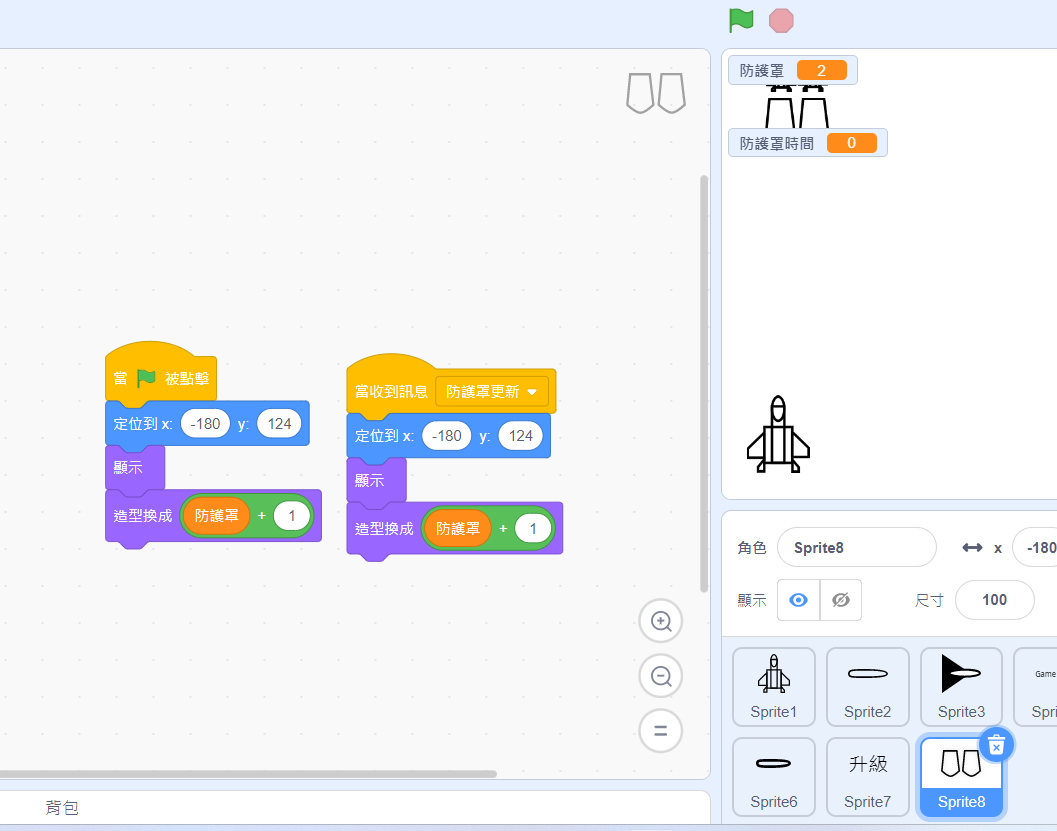 防護罩 2
防護罩時間 0
當 被點擊
定位到 x: -180 y: 124
顯示
造型換成 防護罩 + 1
當收到訊息 防護罩更新
定位到 x: -180 y: 124
顯示
造型換成 防護罩 + 1
角色 Sprite8 x -180
顯示 尺寸 100
Game
Sprite1 Sprite2 Sprite3 Spri
升級
Sprite6 Sprite7 Sprite8
背包